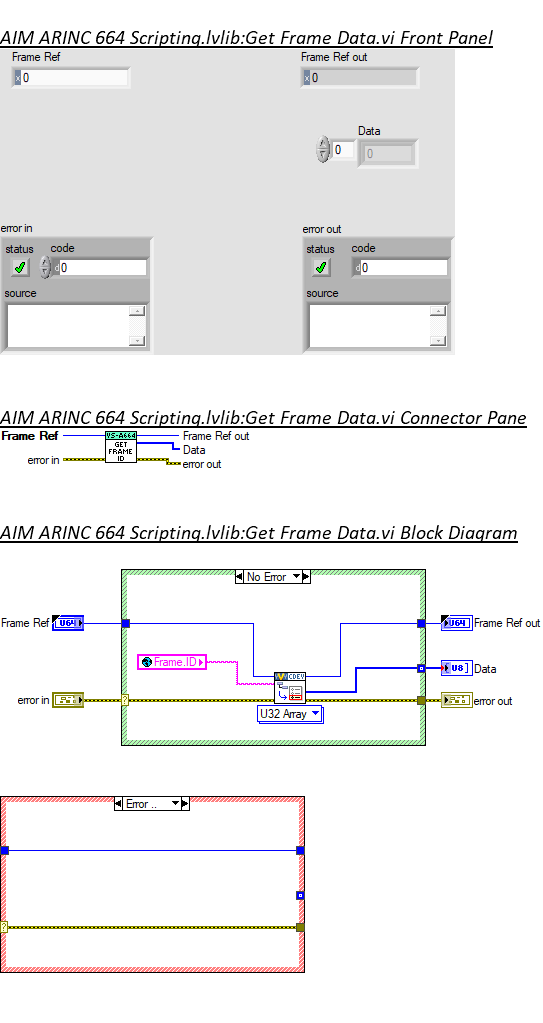 AIM ARINC 664 Scripting.lvlib:Get Frame Data.vi Front Panel
Frame Ref
Frame Ref out
x 0
x 0
Data
0
0
error in
error out
status code
status code
d 0
d 0
source
source
AIM ARINC 664 Scripting.lvlib:Get Frame Data.vi Connector Pane
Frame Ref
VS-A664
GET
FRAME
ID
Frame Ref out
Data
error in
error out
AIM ARINC 664 Scripting.lvlib:Get Frame Data.vi Block Diagram
No Error
Frame Ref
U64
U64
Frame Ref out
Frame.ID
CDEV
U8
Data
error in
?
error out
U32 Array
Error ..
?